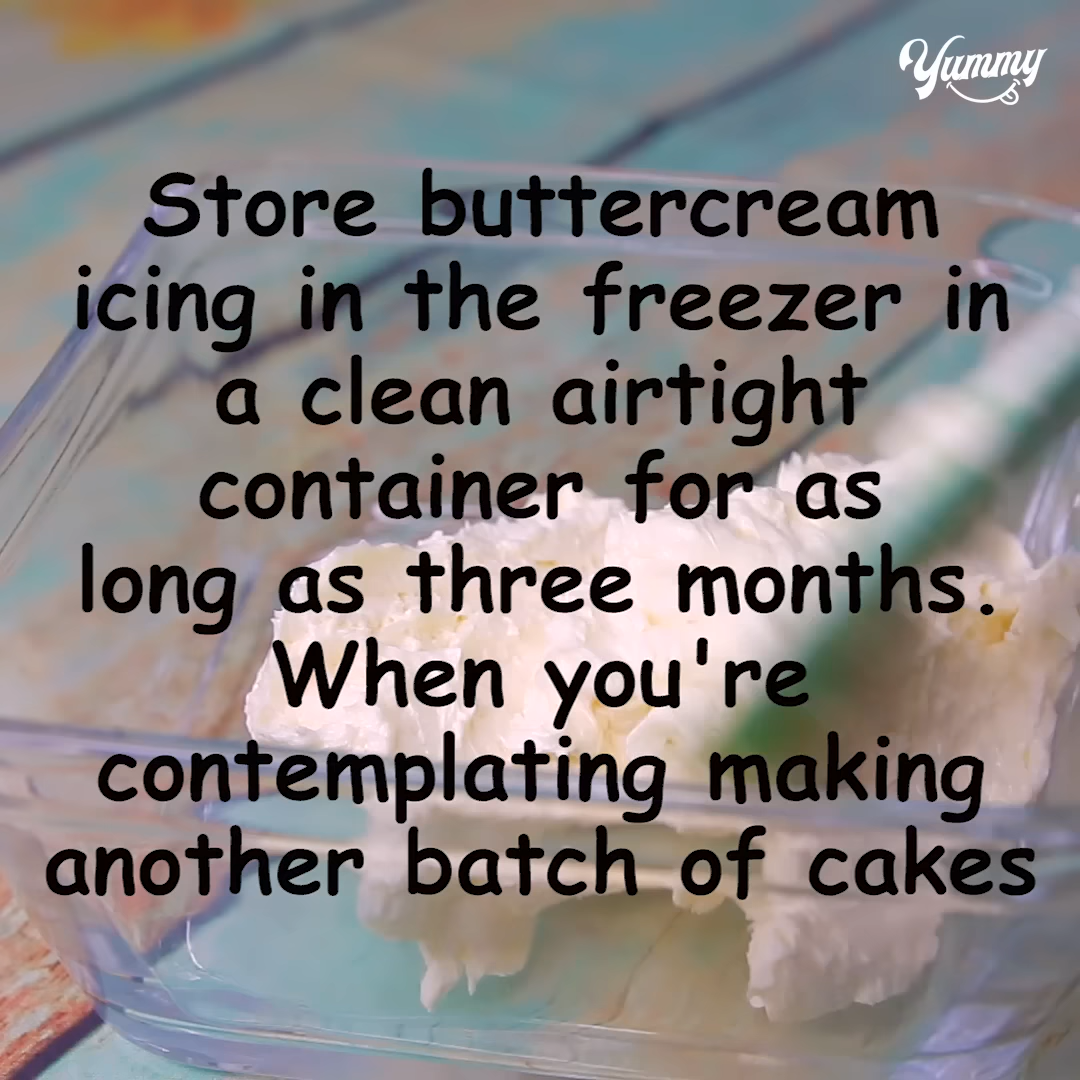 Yummy
Store buttercream
icing in the freezer in
a clean airtight
container for as
long as three months.
When you're
contemplating making
another batch of cakes